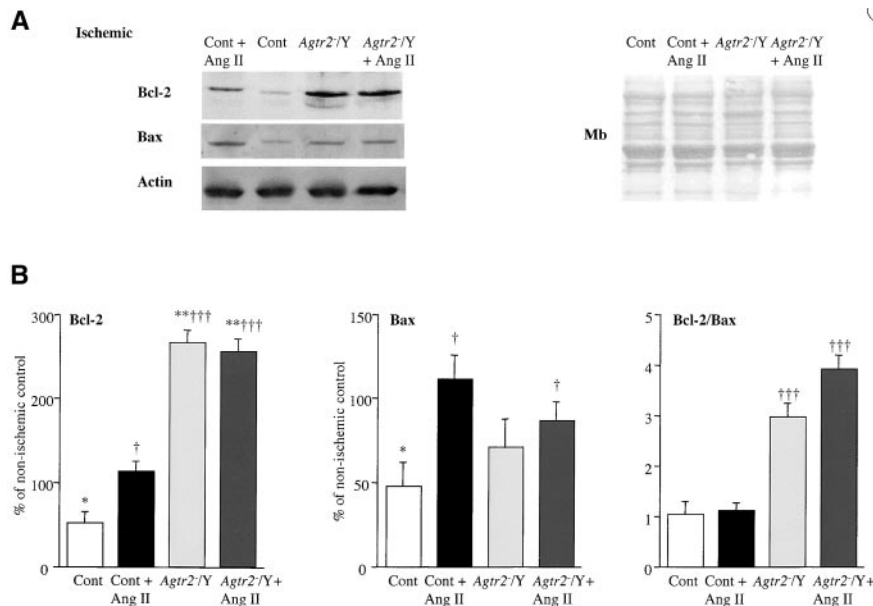 A
Ischemic
Cont + Ang II
Cont
Agtr2⁻/Y
Agtr2⁻/Y + Ang II
Bcl-2
Bax
Actin
Cont
Cont + Ang II
Agtr2⁻/Y
Agtr2⁻/Y + Ang II
Mb
B
Bcl-2
% of non-ischemic control
300
200
100
0
*
†
**†††
**†††
Cont
Cont + Ang II
Agtr2⁻/Y
Agtr2⁻/Y+ Ang II
Bax
% of non-ischemic control
150
100
50
0
*
†
†
Cont
Cont + Ang II
Agtr2⁻/Y
Agtr2⁻/Y+ Ang II
Bcl-2/Bax
5
4
3
2
1
0
†††
†††
Cont
Cont + Ang II
Agtr2⁻/Y
Agtr2⁻/Y+ Ang II